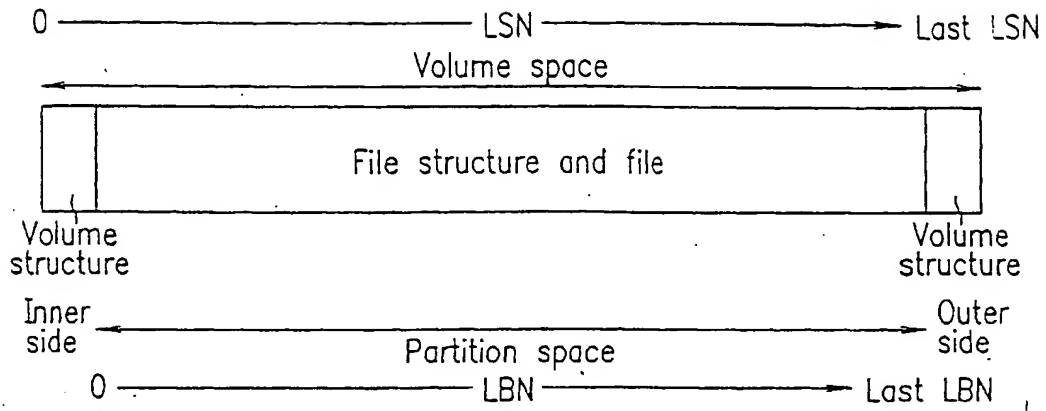 0 LSN Last LSN
Volume space
File structure and file
Volume structure
Volume structure
Inner side
Outer side
Partition space
0 LBN Last LBN